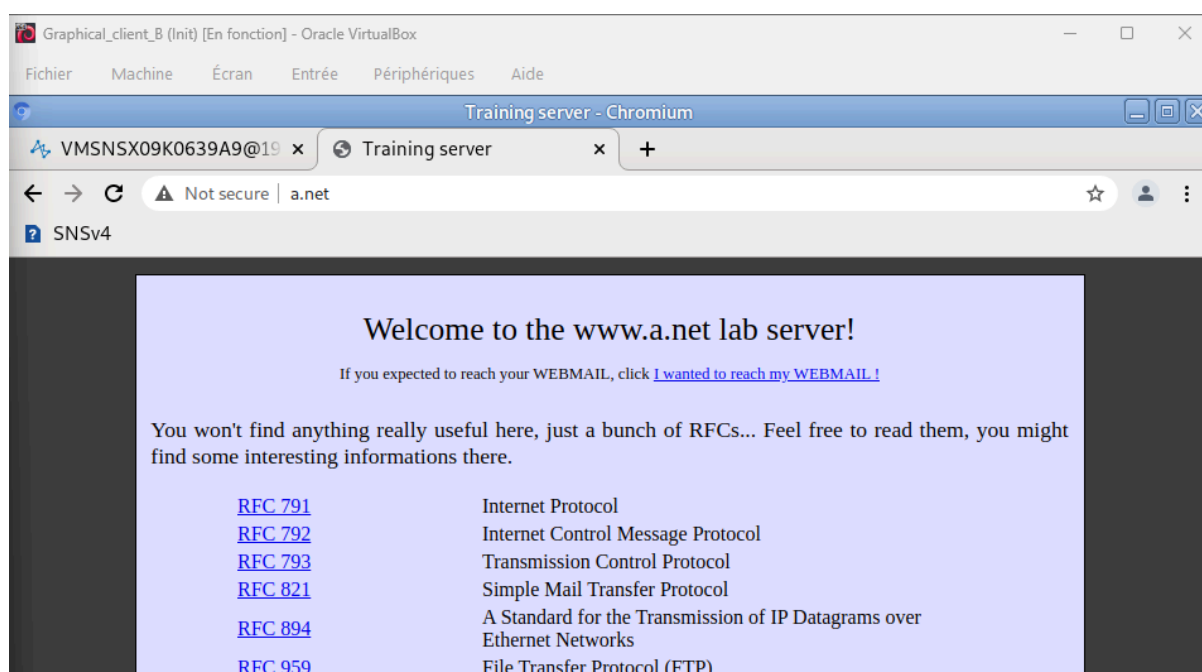 Graphical_client_B (Init) [En fonction] - Oracle VirtualBox
Fichier Machine Écran Entrée Périphériques Aide
Training server - Chromium
VMSNSX09K0639A9@19 Training server
Not secure a.net
SNSv4
Welcome to the www.a.net lab server!
If you expected to reach your WEBMAIL, click I wanted to reach my WEBMAIL !
You won't find anything really useful here, just a bunch of RFCs... Feel free to read them, you might
find some interesting informations there.
RFC 791 Internet Protocol
RFC 792 Internet Control Message Protocol
RFC 793 Transmission Control Protocol
RFC 821 Simple Mail Transfer Protocol
RFC 894 A Standard for the Transmission of IP Datagrams over
Ethernet Networks
RFC 959 File Transfer Protocol (FTP)